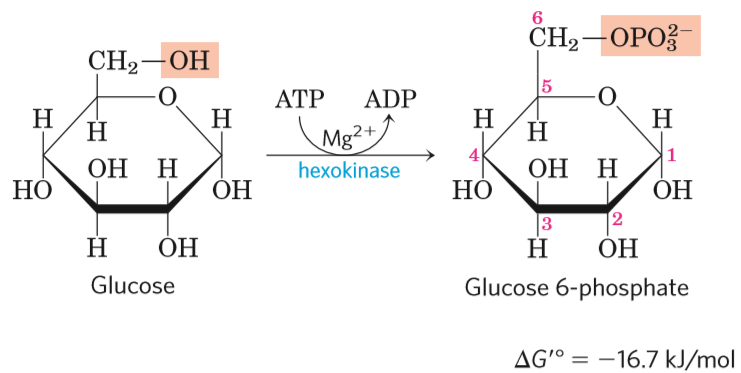 6
CH₂—OH
CH₂—OPO₃²⁻
5
O
O
ATP ADP
H
H
H
H
H
H
Mg²⁺
4
1
OH H
OH H
hexokinase
HO
OH
HO
OH
3
2
H
OH
H
OH
Glucose
Glucose 6-phosphate
ΔG′° = −16.7 kJ/mol